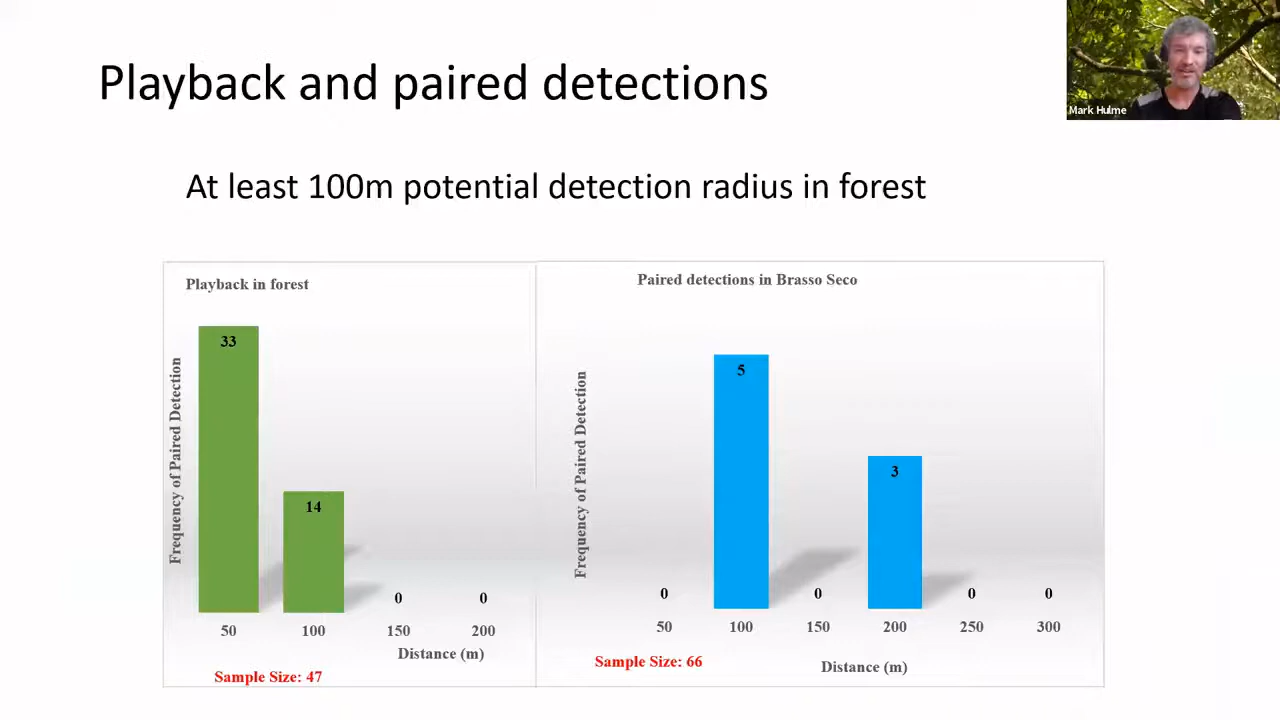 Playback and paired detections
Mark Hulme
At least 100m potential detection radius in forest
Playback in forest
Frequency of Paired Detection
33
14
0
0
50
100
150
200
Distance (m)
Sample Size: 47
Paired detections in Brasso Seco
Frequency of Paired Detection
0
5
0
3
0
0
50
100
150
200
250
300
Sample Size: 66
Distance (m)